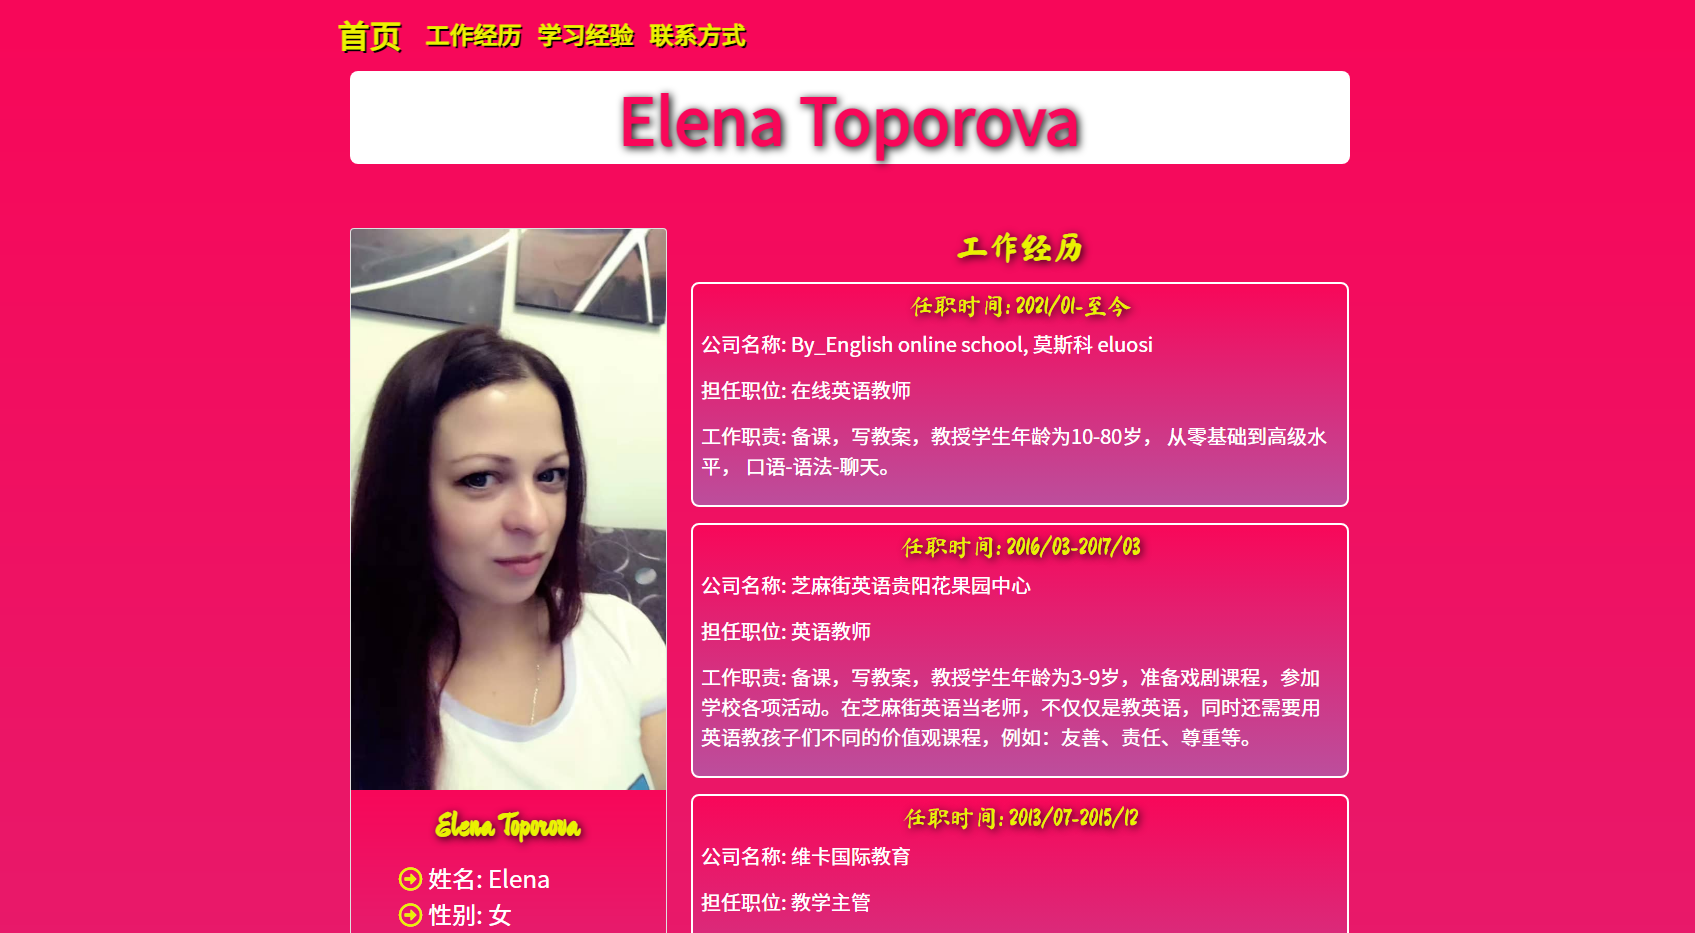 首页 工作经历 学习经验 联系方式
Elena Toporova
Elena Toporova
姓名: Elena
性别: 女
工作经历
任职时间: 2021/01-至今
公司名称: By_English online school, 莫斯科 eluosi
担任职位: 在线英语教师
工作职责: 备课，写教案，教授学生年龄为10-80岁， 从零基础到高级水
平， 口语-语法-聊天。
任职时间: 2016/03-2017/03
公司名称: 芝麻街英语贵阳花果园中心
担任职位: 英语教师
工作职责: 备课，写教案，教授学生年龄为3-9岁，准备戏剧课程，参加
学校各项活动。在芝麻街英语当老师，不仅仅是教英语，同时还需要用
英语教孩子们不同的价值观课程，例如：友善、责任、尊重等。
任职时间: 2013/07-2015/12
公司名称: 维卡国际教育
担任职位: 教学主管